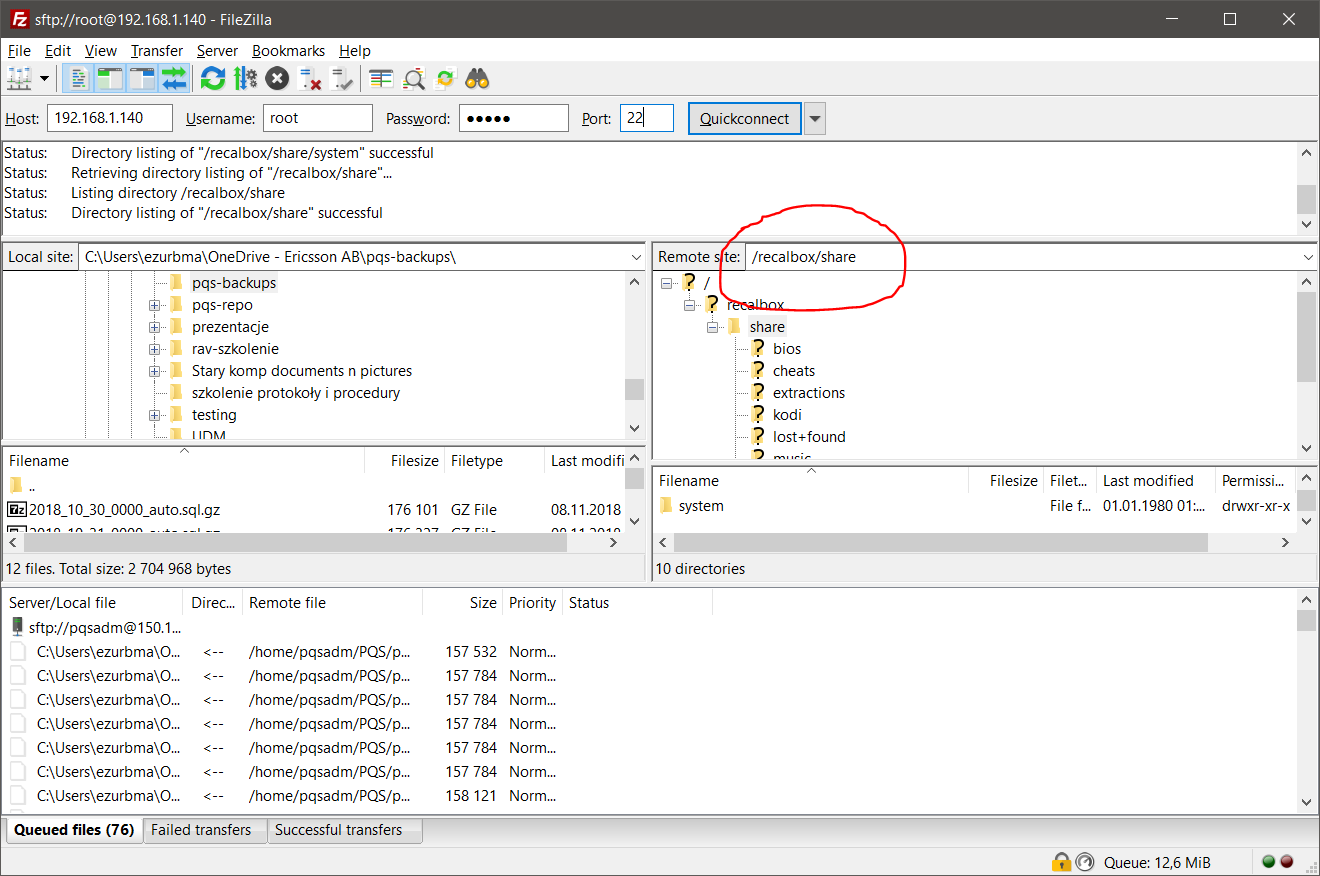 sftp://root@192.168.1.140 - FileZilla
File Edit View Transfer Server Bookmarks Help
Host: 192.168.1.140 Username: root Password: ●●●●● Port: 22 Quickconnect
Status: Directory listing of "/recalbox/share/system" successful
Status: Retrieving directory listing of "/recalbox/share"...
Status: Listing directory /recalbox/share
Status: Directory listing of "/recalbox/share" successful
Local site: C:\Users\ezurbma\OneDrive - Ericsson AB\pqs-backups\
pqs-backups
pqs-repo
prezentacje
rav-szkolenie
Stary komp documents n pictures
szkolenie protokoły i procedury
testing
UDM
Filename Filesize Filetype Last modifi
..
2018_10_30_0000_auto.sql.gz 176 101 GZ File 08.11.2018
2018_10_31_0000_auto.sql.gz 176 227 GZ File 08.11.2018
12 files. Total size: 2 704 968 bytes
Remote site: /recalbox/share
/
recalbox
share
bios
cheats
extractions
kodi
lost+found
music
Filename Filesize Filet... Last modified Permissi...
system File f... 01.01.1980 01:... drwxr-xr-x
10 directories
Server/Local file Direc... Remote file Size Priority Status
sftp://pqsadm@150.1...
C:\Users\ezurbma\O... <-- /home/pqsadm/PQS/p... 157 532 Norm...
C:\Users\ezurbma\O... <-- /home/pqsadm/PQS/p... 157 784 Norm...
C:\Users\ezurbma\O... <-- /home/pqsadm/PQS/p... 157 784 Norm...
C:\Users\ezurbma\O... <-- /home/pqsadm/PQS/p... 157 784 Norm...
C:\Users\ezurbma\O... <-- /home/pqsadm/PQS/p... 157 784 Norm...
C:\Users\ezurbma\O... <-- /home/pqsadm/PQS/p... 157 784 Norm...
C:\Users\ezurbma\O... <-- /home/pqsadm/PQS/p... 158 121 Norm...
Queued files (76) Failed transfers Successful transfers
Queue: 12,6 MiB